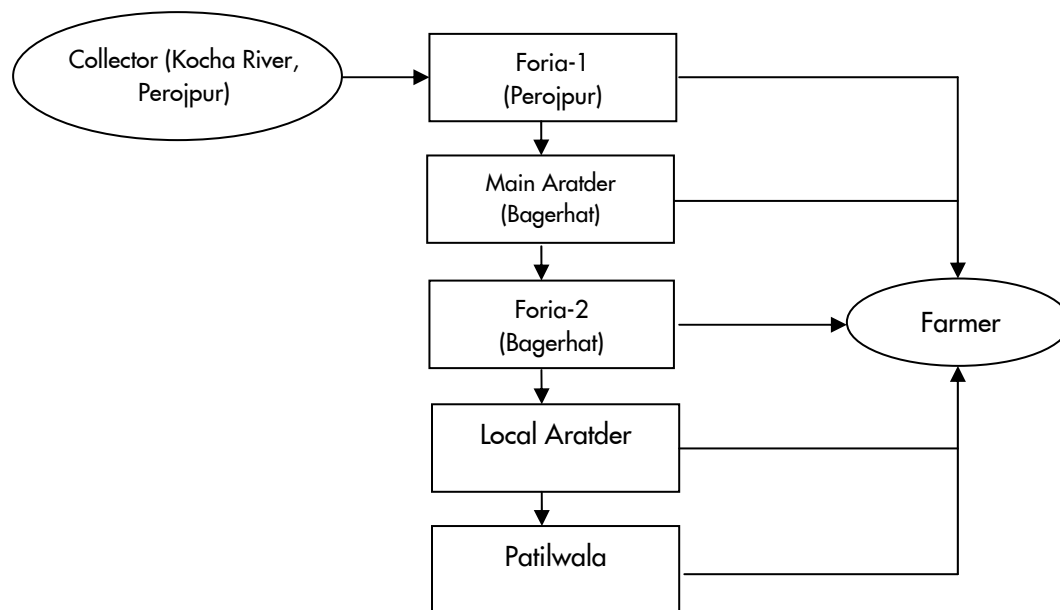 Collector (Kocha River,
Perojpur)
Foria-1
(Perojpur)
Main Aratder
(Bagerhat)
Foria-2
(Bagerhat)
Farmer
Local Aratder
Patilwala